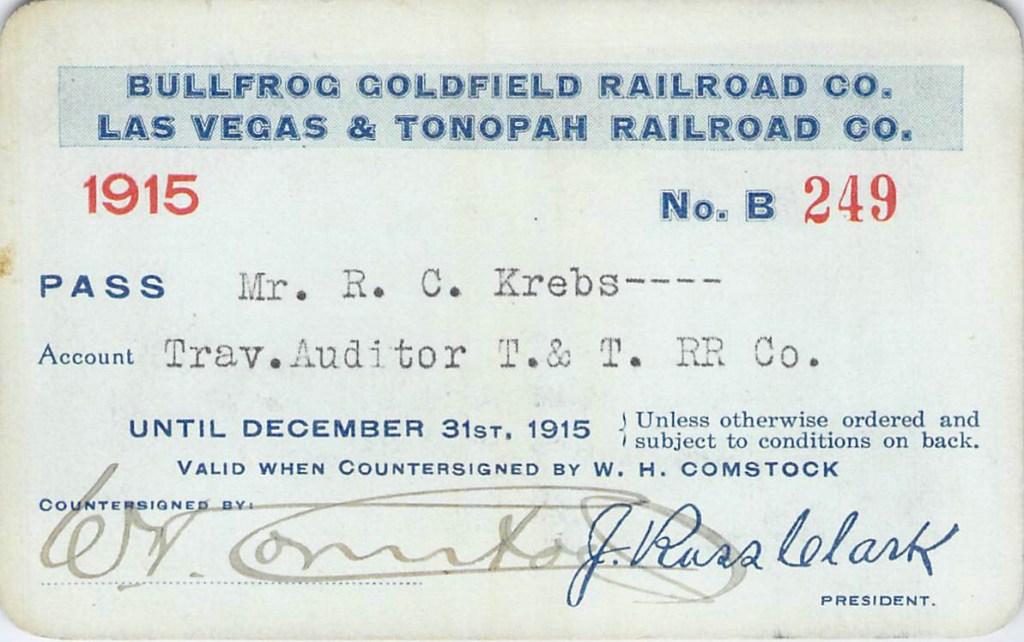 BULLFROG GOLDFIELD RAILROAD CO.
LAS VEGAS & TONOPAH RAILROAD CO.
1915 No. B 249
PASS Mr. R. C. Krebs----
Account Trav.Auditor T.& T. RR Co.
UNTIL DECEMBER 31ST, 1915 } Unless otherwise ordered and
subject to conditions on back.
VALID WHEN COUNTERSIGNED BY W. H. COMSTOCK
COUNTERSIGNED BY:
W. H. Comstock J. Ross Clark
PRESIDENT.